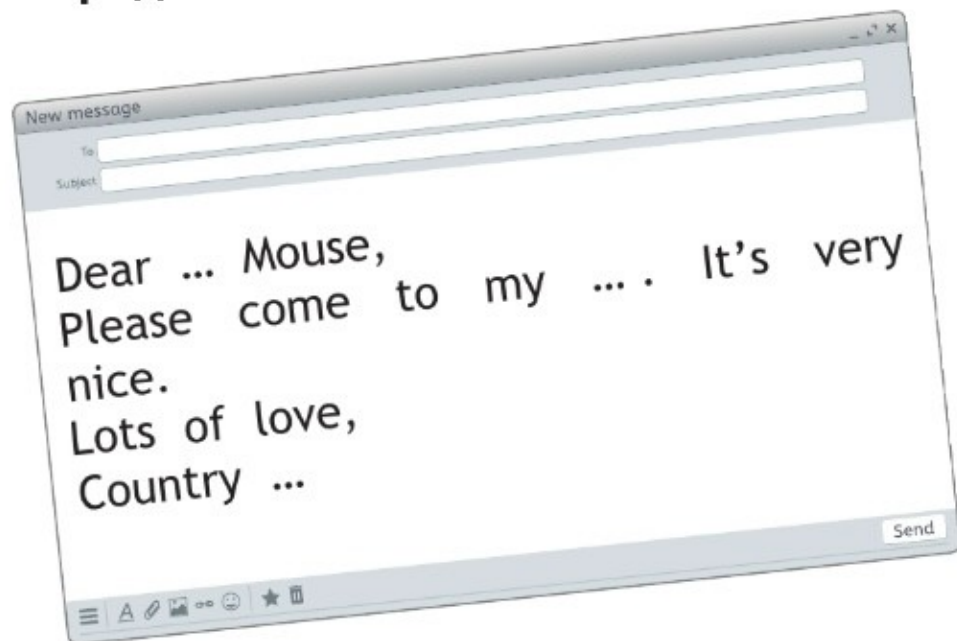 New message
To
Subject
Dear ... Mouse,
Please come to my ... . It's very
nice.
Lots of love,
Country ...
Send
A